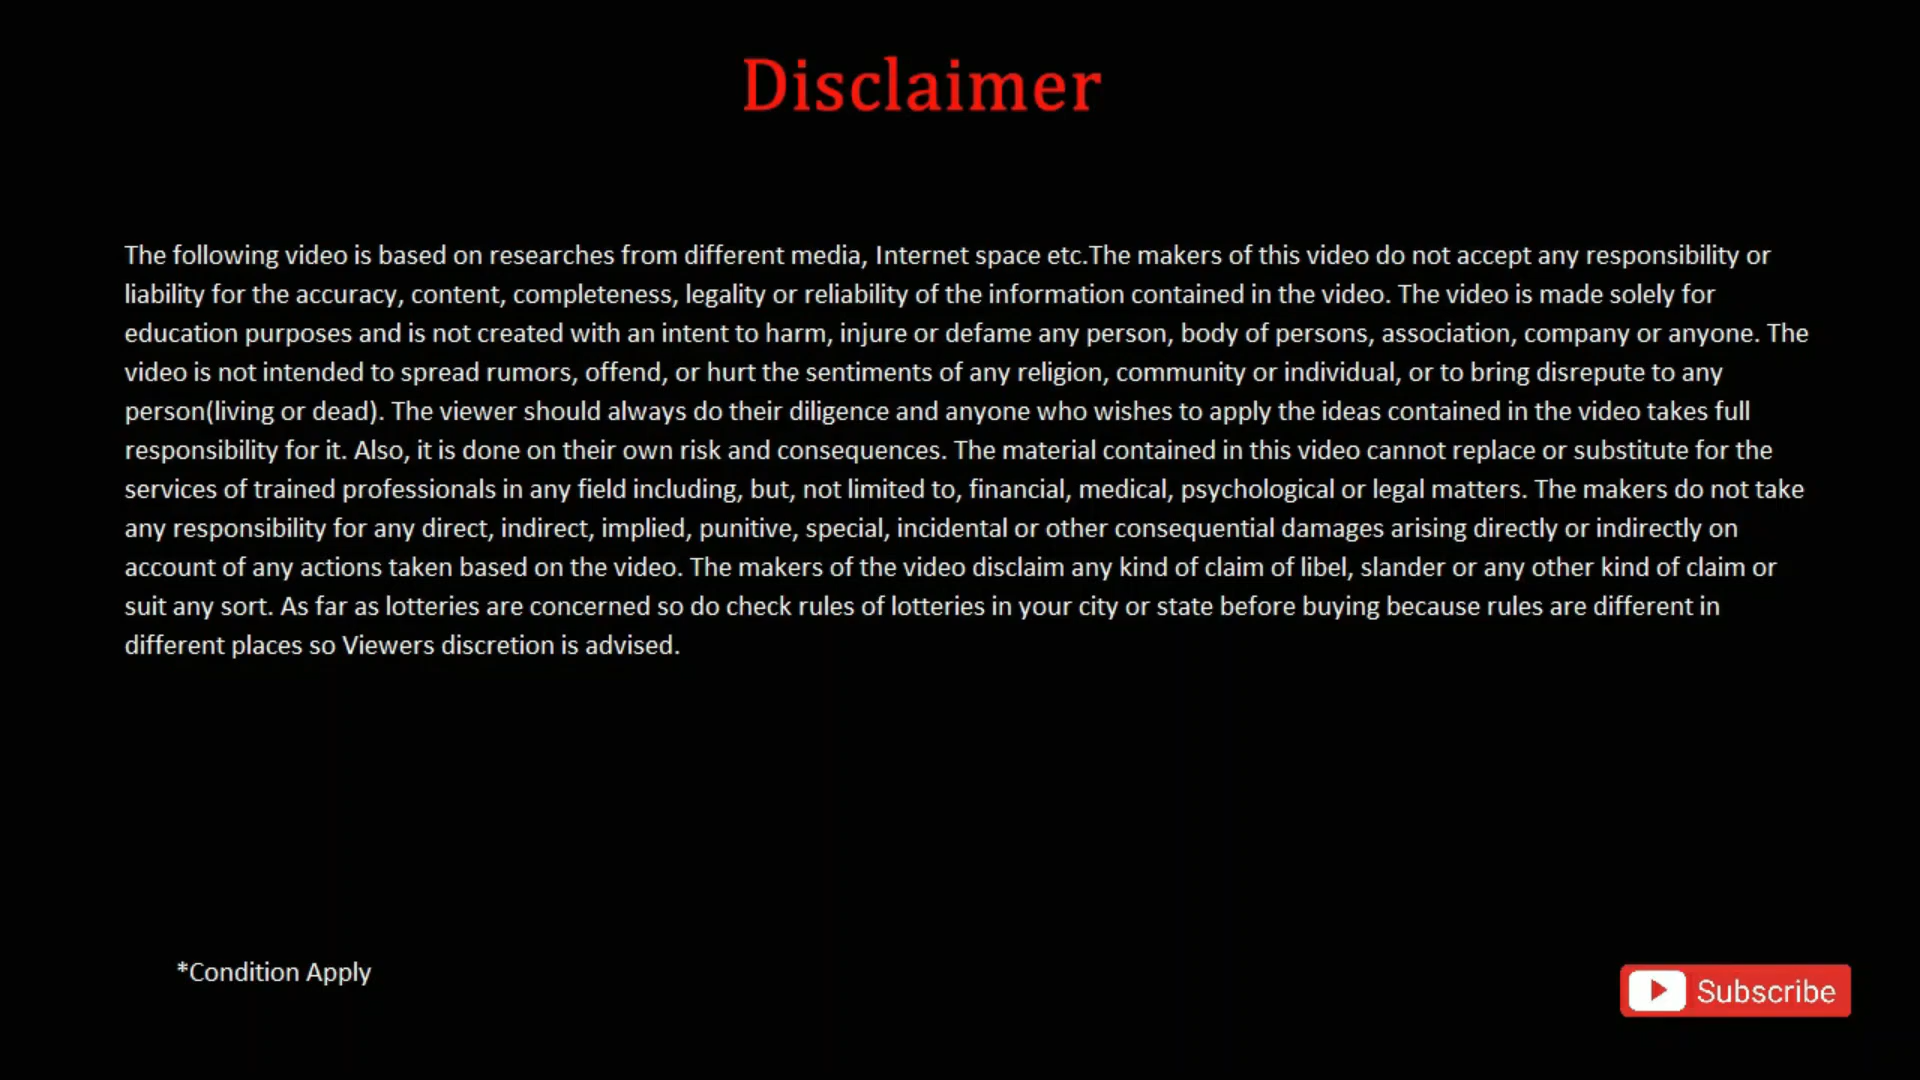 Disclaimer
The following video is based on researches from different media, Internet space etc.The makers of this video do not accept any responsibility or
liability for the accuracy, content, completeness, legality or reliability of the information contained in the video. The video is made solely for
education purposes and is not created with an intent to harm, injure or defame any person, body of persons, association, company or anyone. The
video is not intended to spread rumors, offend, or hurt the sentiments of any religion, community or individual, or to bring disrepute to any
person(living or dead). The viewer should always do their diligence and anyone who wishes to apply the ideas contained in the video takes full
responsibility for it. Also, it is done on their own risk and consequences. The material contained in this video cannot replace or substitute for the
services of trained professionals in any field including, but, not limited to, financial, medical, psychological or legal matters. The makers do not take
any responsibility for any direct, indirect, implied, punitive, special, incidental or other consequential damages arising directly or indirectly on
account of any actions taken based on the video. The makers of the video disclaim any kind of claim of libel, slander or any other kind of claim or
suit any sort. As far as lotteries are concerned so do check rules of lotteries in your city or state before buying because rules are different in
different places so Viewers discretion is advised.
*Condition Apply
Subscribe